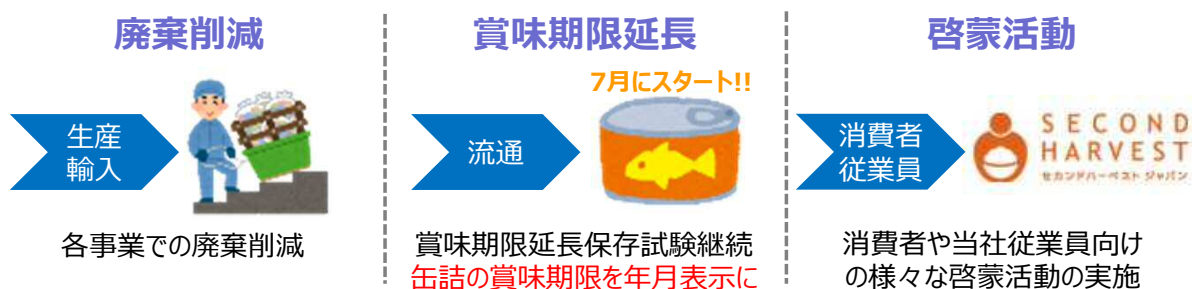 廃棄削減
生産
輸入
各事業での廃棄削減
賞味期限延長
7月にスタート!!
流通
賞味期限延長保存試験継続
缶詰の賞味期限を年月表示に
啓蒙活動
消費者
従業員
SECOND
HARVEST
セカンドハーベスト ジャパン
消費者や当社従業員向け
の様々な啓蒙活動の実施